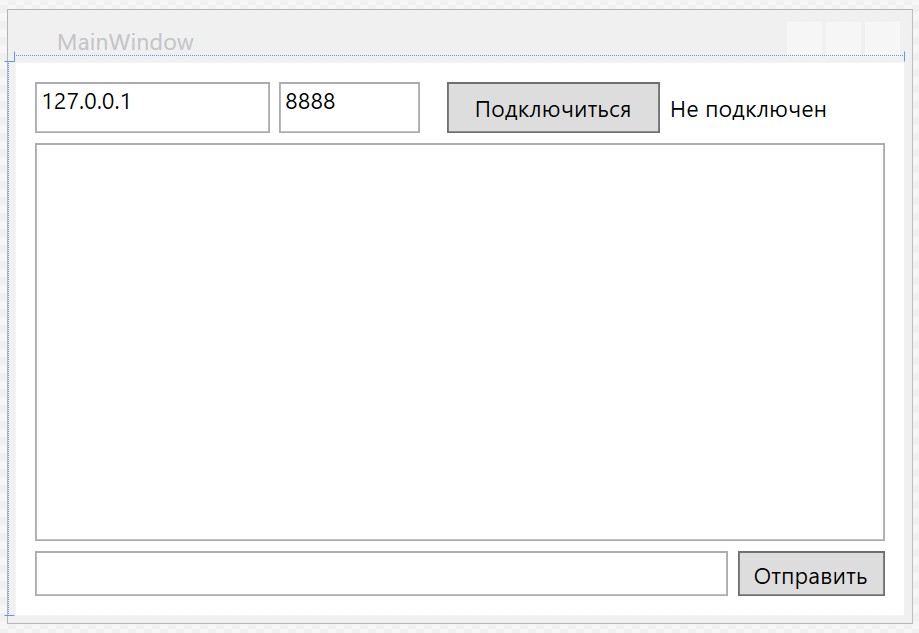 MainWindow
127.0.0.1 8888 Подключиться Не подключен
Отправить